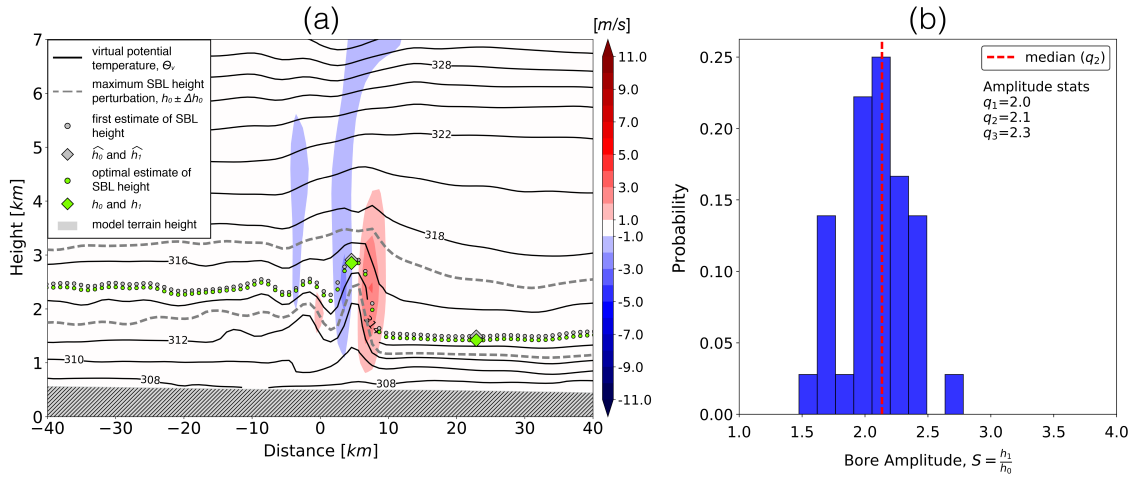 (a)
[m/s]
7
6
5
4
3
2
1
0
Height [km]
virtual potential
temperature, Θᵥ
maximum SBL height
perturbation, h₀ ± Δh₀
first estimate of SBL
height
ĥ₀ and ĥ₁
optimal estimate of
SBL height
h₀ and h₁
model terrain height
328
322
318
316
314
312
310
308
308
−40
−30
−20
−10
0
10
20
30
40
Distance [km]
11.0
9.0
7.0
5.0
3.0
1.0
-1.0
-3.0
-5.0
-7.0
-9.0
-11.0
(b)
0.25
0.20
0.15
0.10
0.05
0.00
Probability
median (q₂)
Amplitude stats
q₁=2.0
q₂=2.1
q₃=2.3
1.0
1.5
2.0
2.5
3.0
3.5
4.0
Bore Amplitude, S = h₁/h₀